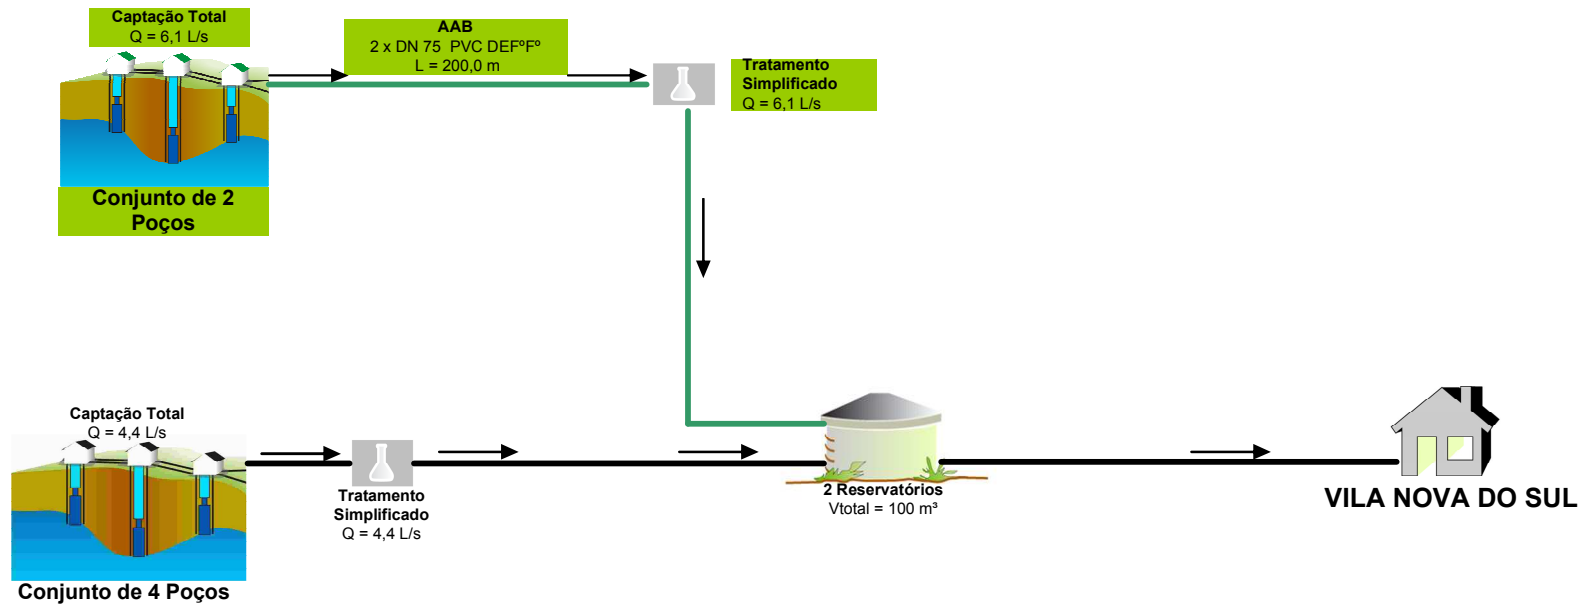 Captação Total
Q = 6,1 L/s
AAB
2 x DN 75  PVC DEFºFº
L = 200,0 m
Tratamento
Simplificado
Q = 6,1 L/s
Conjunto de 2
Poços
Captação Total
Q = 4,4 L/s
Tratamento
Simplificado
Q = 4,4 L/s
2 Reservatórios
Vtotal = 100 m³
VILA NOVA DO SUL
Conjunto de 4 Poços